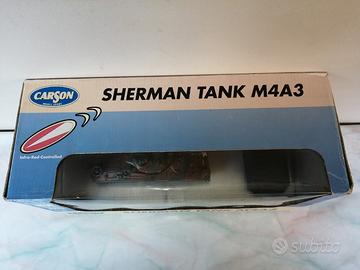 CARSON
SHERMAN TANK M4A3
Infra-Red-Controlled
subito